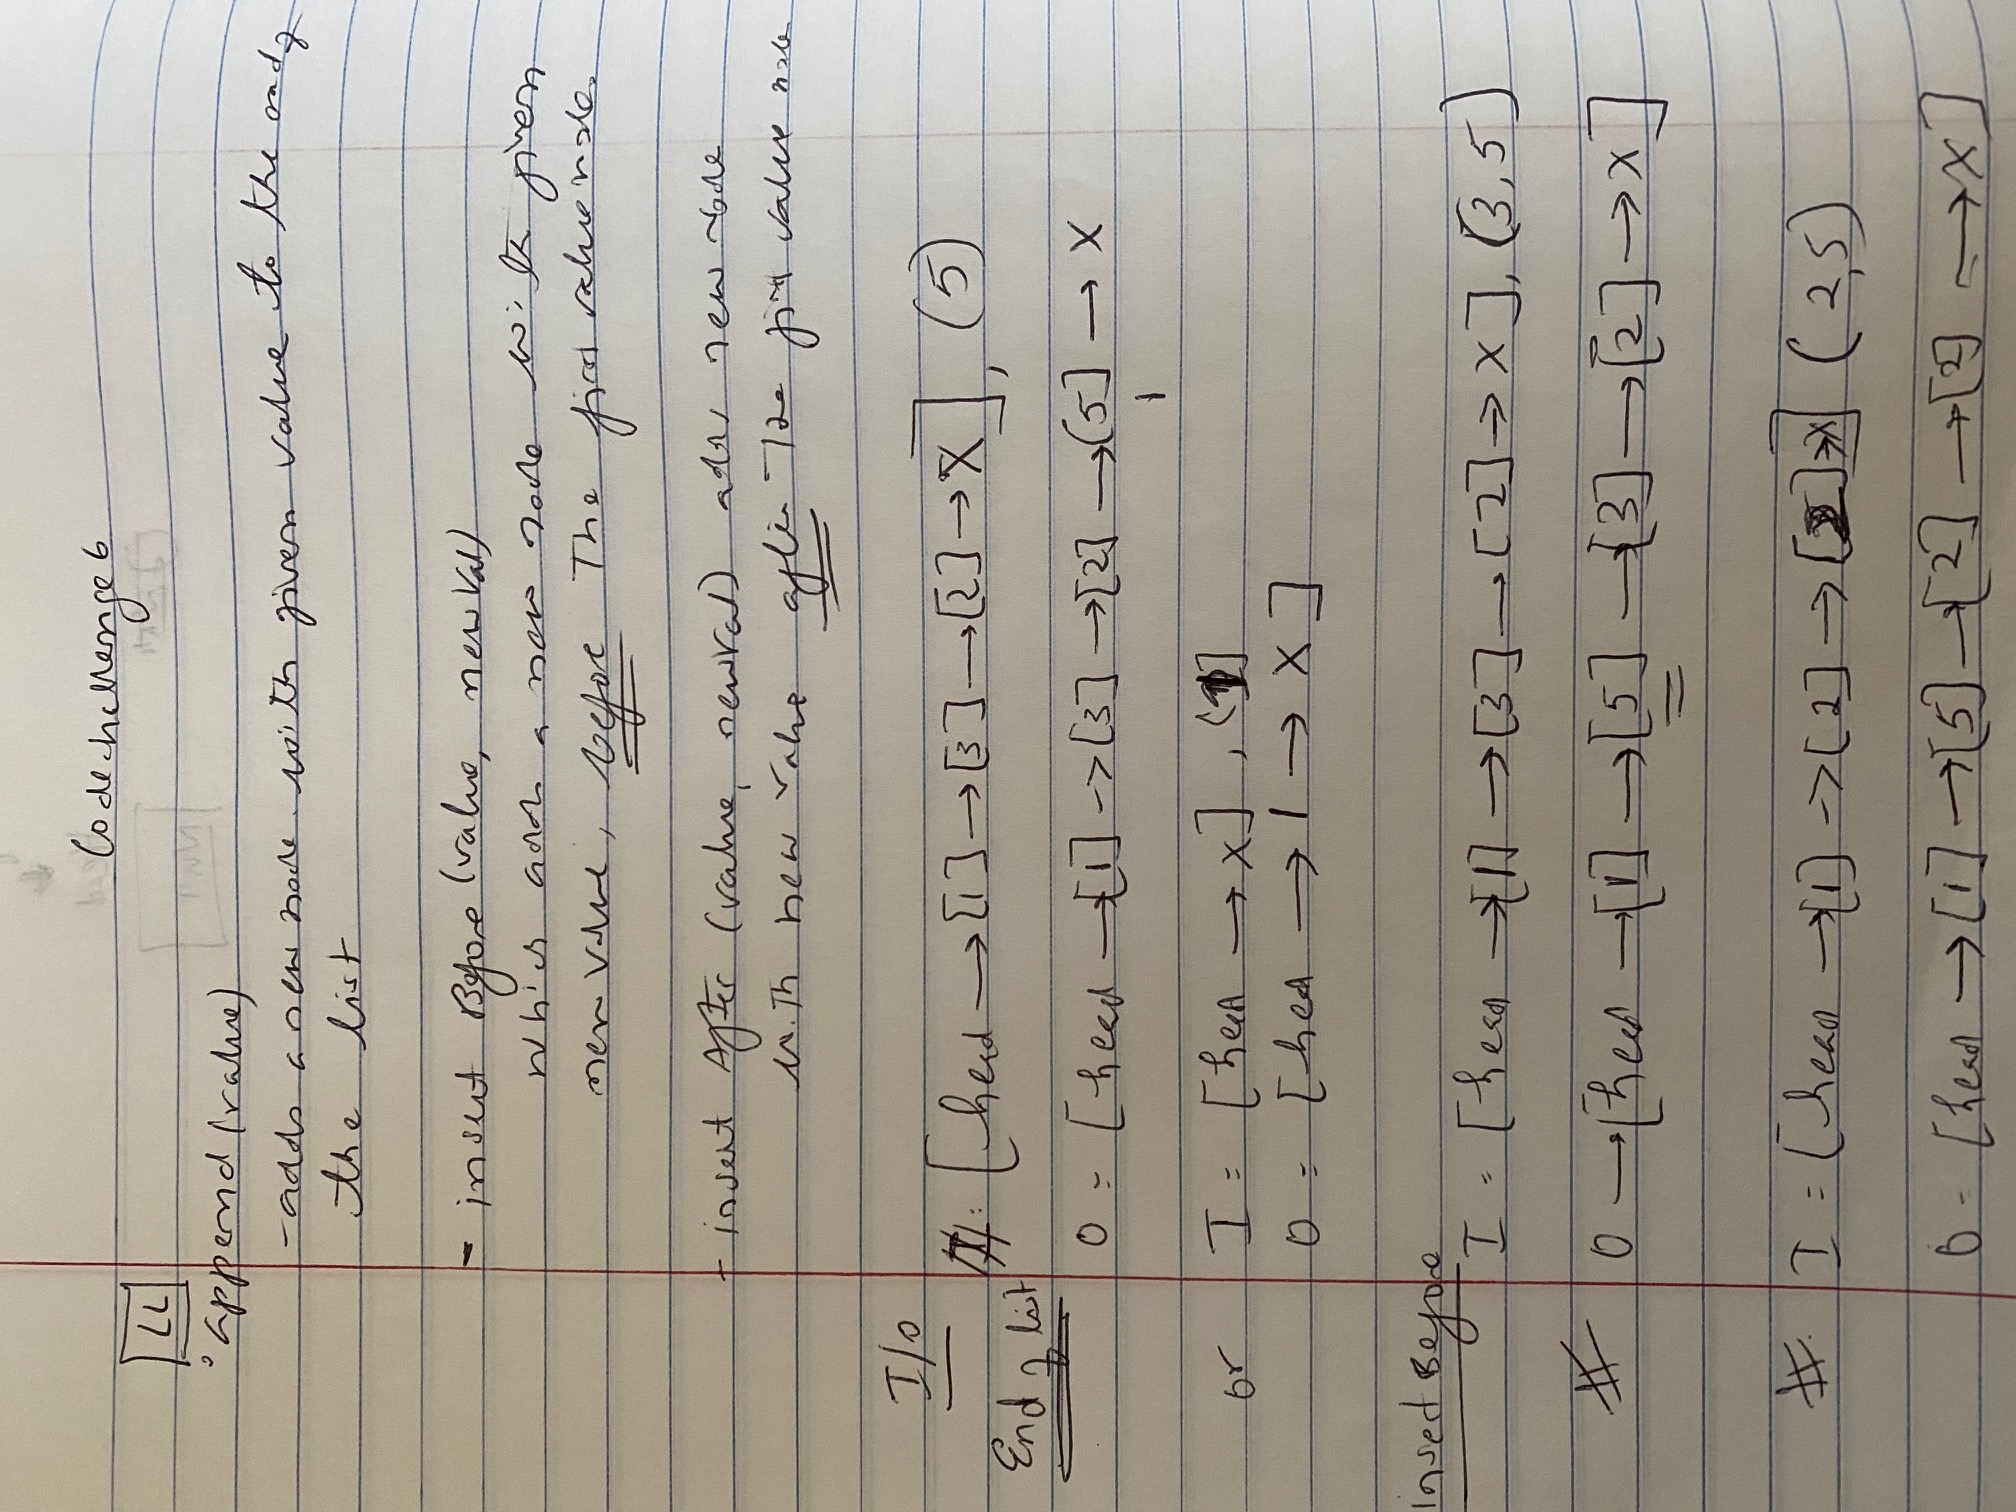 Code challenge 6
LL
° append (value)
- adds a new node with given value to the end of
the list
- insert Before (value, newVal)
which adds a new node with given
new value, before The first value node.
- insert After (value, newval) adds new node
with new value after The first value node
I/O
I: [head → [1] → [3] → [2] → X], (5)
End of list
O = [head → [1] -> [3] → [2] → (5] → X
1
or I = [head → x], (1]
O = [head → 1 → X]
insert Before
I = [head → [1] → [3] → [2] → X], (3,5)
# O → [head → [1] → [5] → [3] → [2] → X]
# I = [head → [1] -> [2] → [2] → X] (2,5)
O = [head → [1] → [5] → [2] → [2] → X]